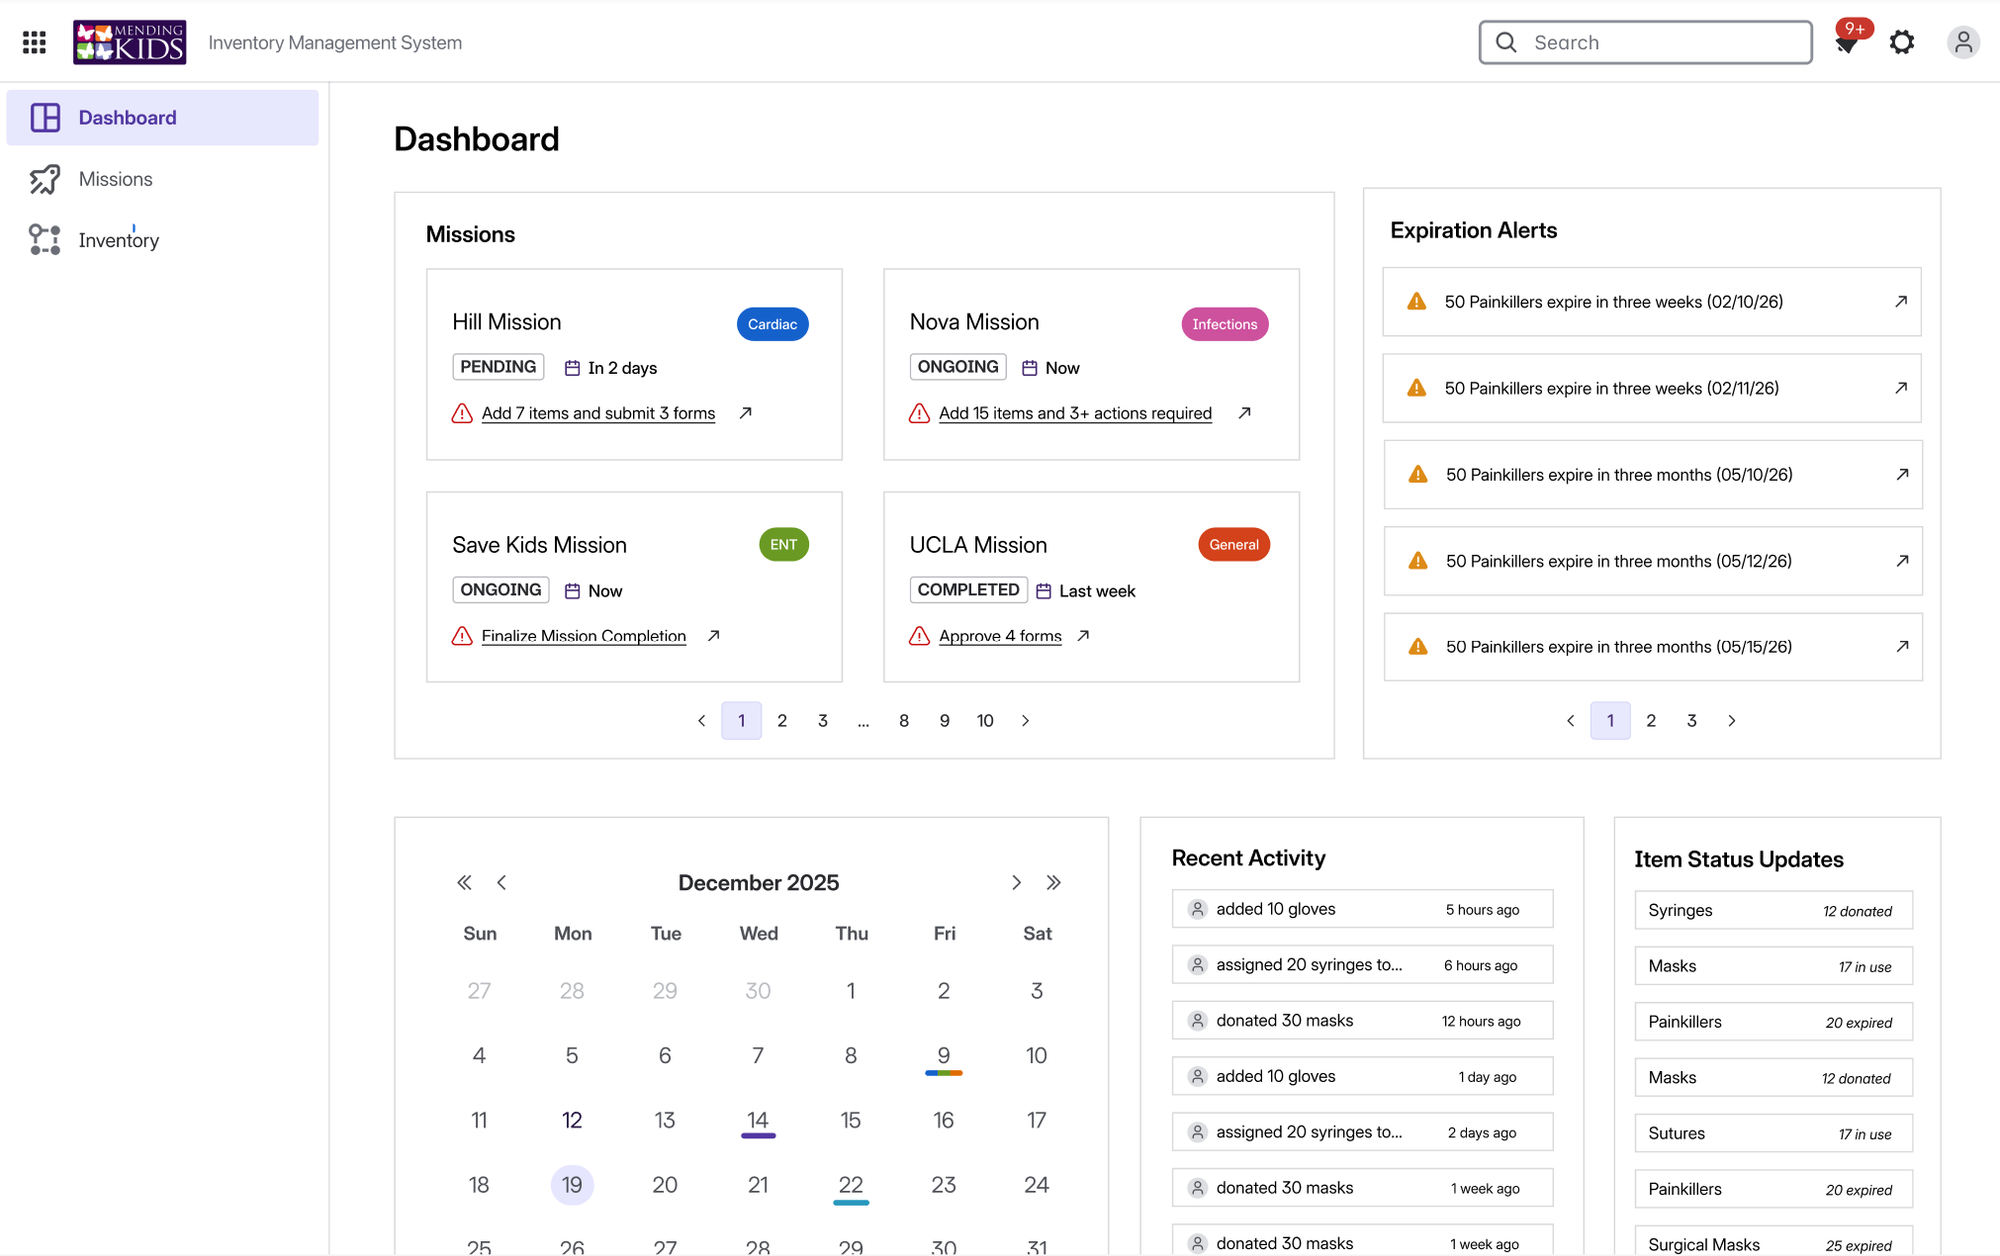 MENDING
KIDS
Inventory Management System
Search
9+
Dashboard
Missions
Inventory
Dashboard
Missions
Hill Mission
Cardiac
PENDING
In 2 days
Add 7 items and submit 3 forms
Nova Mission
Infections
ONGOING
Now
Add 15 items and 3+ actions required
Save Kids Mission
ENT
ONGOING
Now
Finalize Mission Completion
UCLA Mission
General
COMPLETED
Last week
Approve 4 forms
1 2 3 ... 8 9 10
Expiration Alerts
50 Painkillers expire in three weeks (02/10/26)
50 Painkillers expire in three weeks (02/11/26)
50 Painkillers expire in three months (05/10/26)
50 Painkillers expire in three months (05/12/26)
50 Painkillers expire in three months (05/15/26)
1 2 3
December 2025
Sun Mon Tue Wed Thu Fri Sat
27 28 29 30 1 2 3
4 5 6 7 8 9 10
11 12 13 14 15 16 17
18 19 20 21 22 23 24
25 26 27 28 29 30 31
Recent Activity
added 10 gloves 5 hours ago
assigned 20 syringes to... 6 hours ago
donated 30 masks 12 hours ago
added 10 gloves 1 day ago
assigned 20 syringes to... 2 days ago
donated 30 masks 1 week ago
donated 30 masks 1 week ago
Item Status Updates
Syringes 12 donated
Masks 17 in use
Painkillers 20 expired
Masks 12 donated
Sutures 17 in use
Painkillers 20 expired
Surgical Masks 25 expired